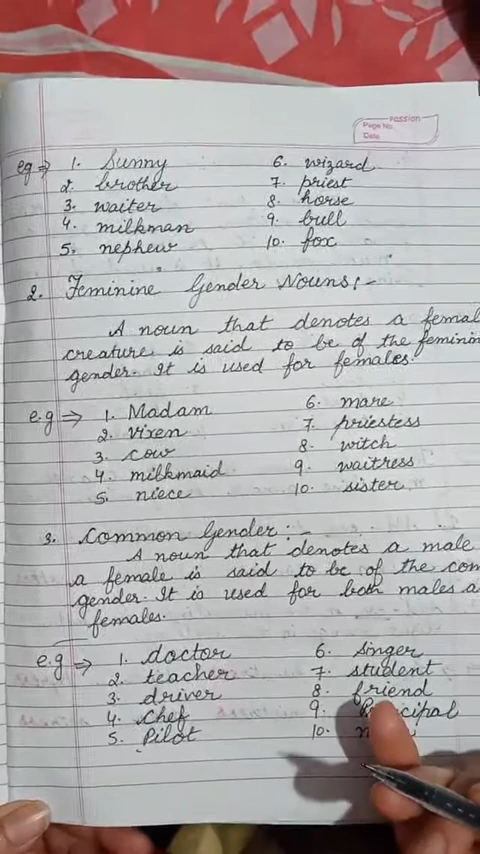 passion
Page No.
Date
eg ⇒ 1. Sunny 6. wizard
2. brother 7. priest
3. waiter 8. horse
4. milkman 9. bull
5. nephew 10. fox
2. Feminine Gender Nouns:-
A noun that denotes a femal
creature is said to be of the feminin
gender. It is used for females.
e.g ⇒ 1. Madam 6. mare
2. vixen 7. priestess
3. cow 8. witch
4. milkmaid 9. waitress
5. niece 10. sister
3. Common Gender:-
A noun that denotes a male
a female is said to be of the com
gender. It is used for both males a
females.
e.g ⇒ 1. doctor 6. Singer
2. teacher 7. student
3. driver 8. friend
4. Chef 9. Principal
5. Pilot 10.